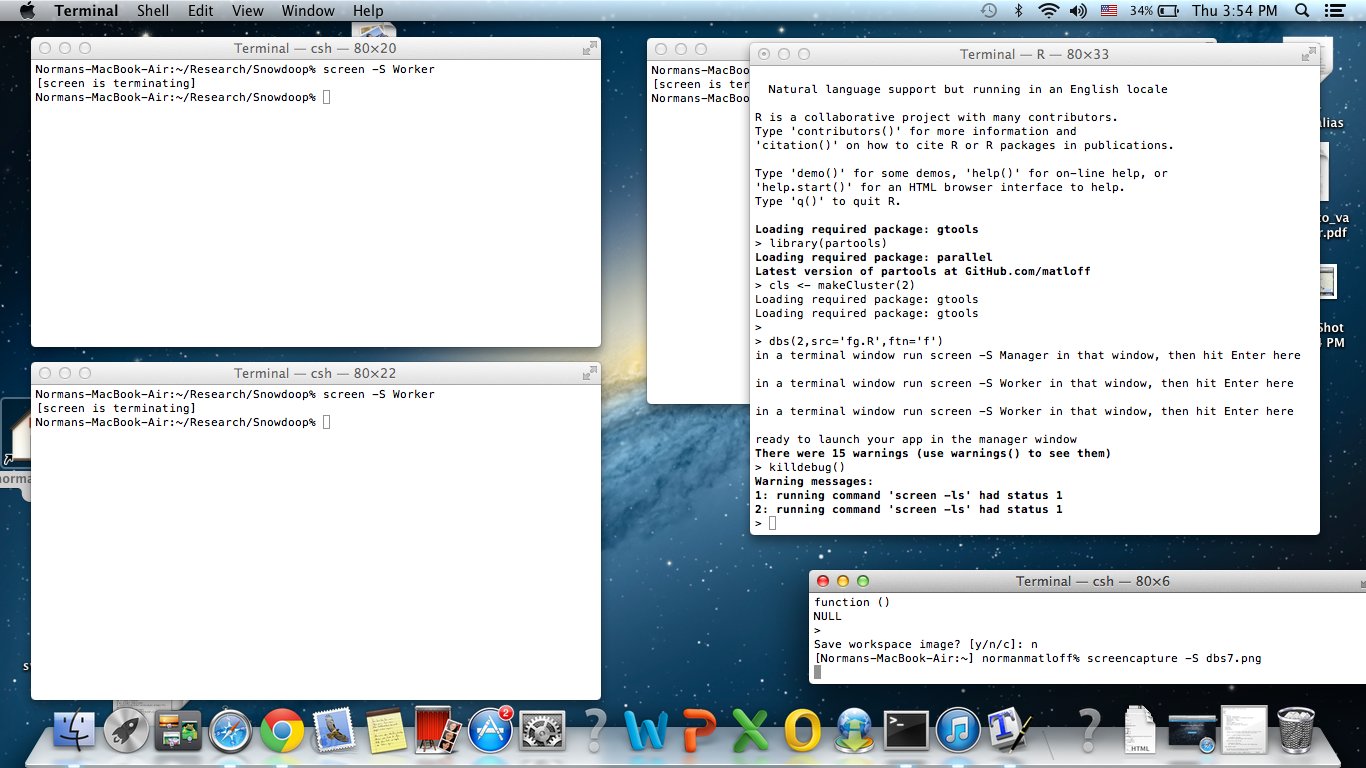 Terminal Shell Edit View Window Help
34% Thu 3:54 PM
Terminal — csh — 80×20
Normans-MacBook-Air:~/Research/Snowdoop% screen -S Worker
[screen is terminating]
Normans-MacBook-Air:~/Research/Snowdoop%
Terminal — csh — 80×22
Normans-MacBook-Air:~/Research/Snowdoop% screen -S Worker
[screen is terminating]
Normans-MacBook-Air:~/Research/Snowdoop%
Normans-MacBoo
[screen is ter
Normans-MacBoo
Terminal — R — 80×33
Natural language support but running in an English locale
R is a collaborative project with many contributors.
Type 'contributors()' for more information and
'citation()' on how to cite R or R packages in publications.
Type 'demo()' for some demos, 'help()' for on-line help, or
'help.start()' for an HTML browser interface to help.
Type 'q()' to quit R.
Loading required package: gtools
> library(partools)
Loading required package: parallel
Latest version of partools at GitHub.com/matloff
> cls <- makeCluster(2)
Loading required package: gtools
Loading required package: gtools
>
> dbs(2,src='fg.R',ftn='f')
in a terminal window run screen -S Manager in that window, then hit Enter here
in a terminal window run screen -S Worker in that window, then hit Enter here
in a terminal window run screen -S Worker in that window, then hit Enter here
ready to launch your app in the manager window
There were 15 warnings (use warnings() to see them)
> killdebug()
Warning messages:
1: running command 'screen -ls' had status 1
2: running command 'screen -ls' had status 1
>
Terminal — csh — 80×6
function ()
NULL
>
Save workspace image? [y/n/c]: n
[Normans-MacBook-Air:~] normanmatloff% screencapture -S dbs7.png
alias
co_va
r.pdf
Shot
PM
norma
2
HTML